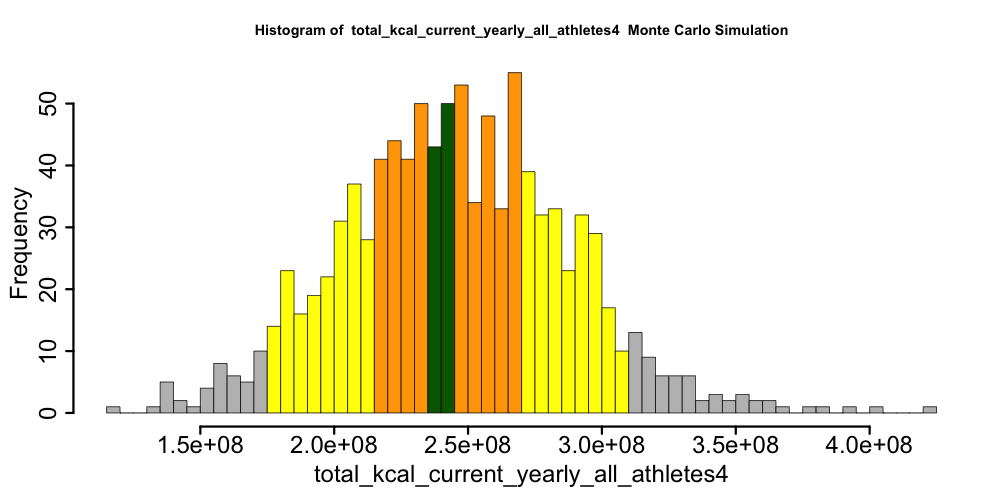 Histogram of total_kcal_current_yearly_all_athletes4 Monte Carlo Simulation
Frequency
50
40
30
20
10
0
1.5e+08 2.0e+08 2.5e+08 3.0e+08 3.5e+08 4.0e+08
total_kcal_current_yearly_all_athletes4